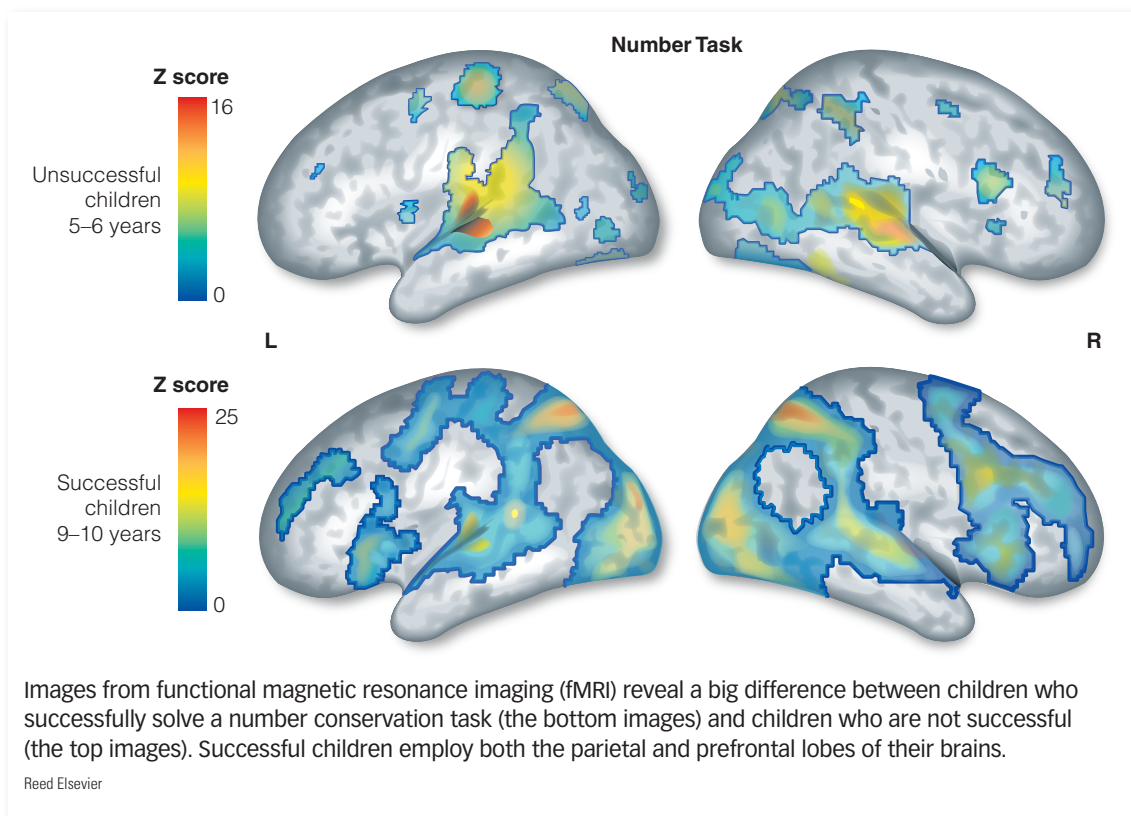 Number Task
Z score
16
Unsuccessful
children
5–6 years
0
L
R
Z score
25
Successful
children
9–10 years
0
Images from functional magnetic resonance imaging (fMRI) reveal a big difference between children who
successfully solve a number conservation task (the bottom images) and children who are not successful
(the top images). Successful children employ both the parietal and prefrontal lobes of their brains.
Reed Elsevier